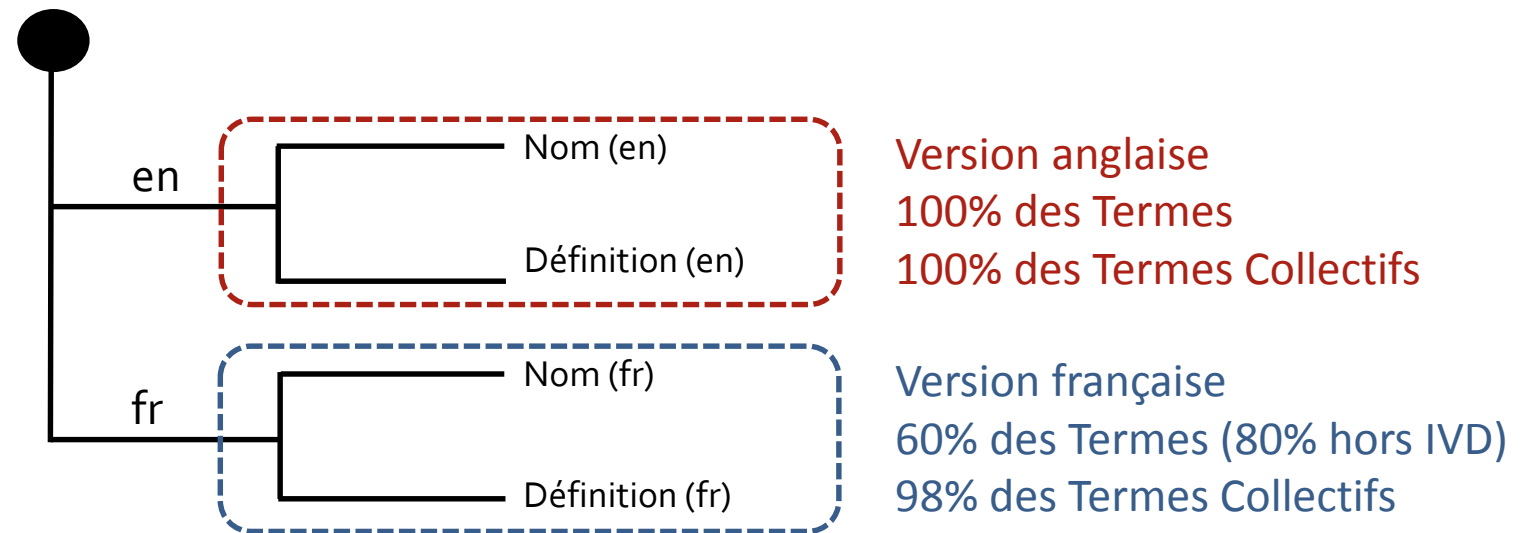 en
Nom (en)
Définition (en)
Version anglaise
100% des Termes
100% des Termes Collectifs
fr
Nom (fr)
Définition (fr)
Version française
60% des Termes (80% hors IVD)
98% des Termes Collectifs